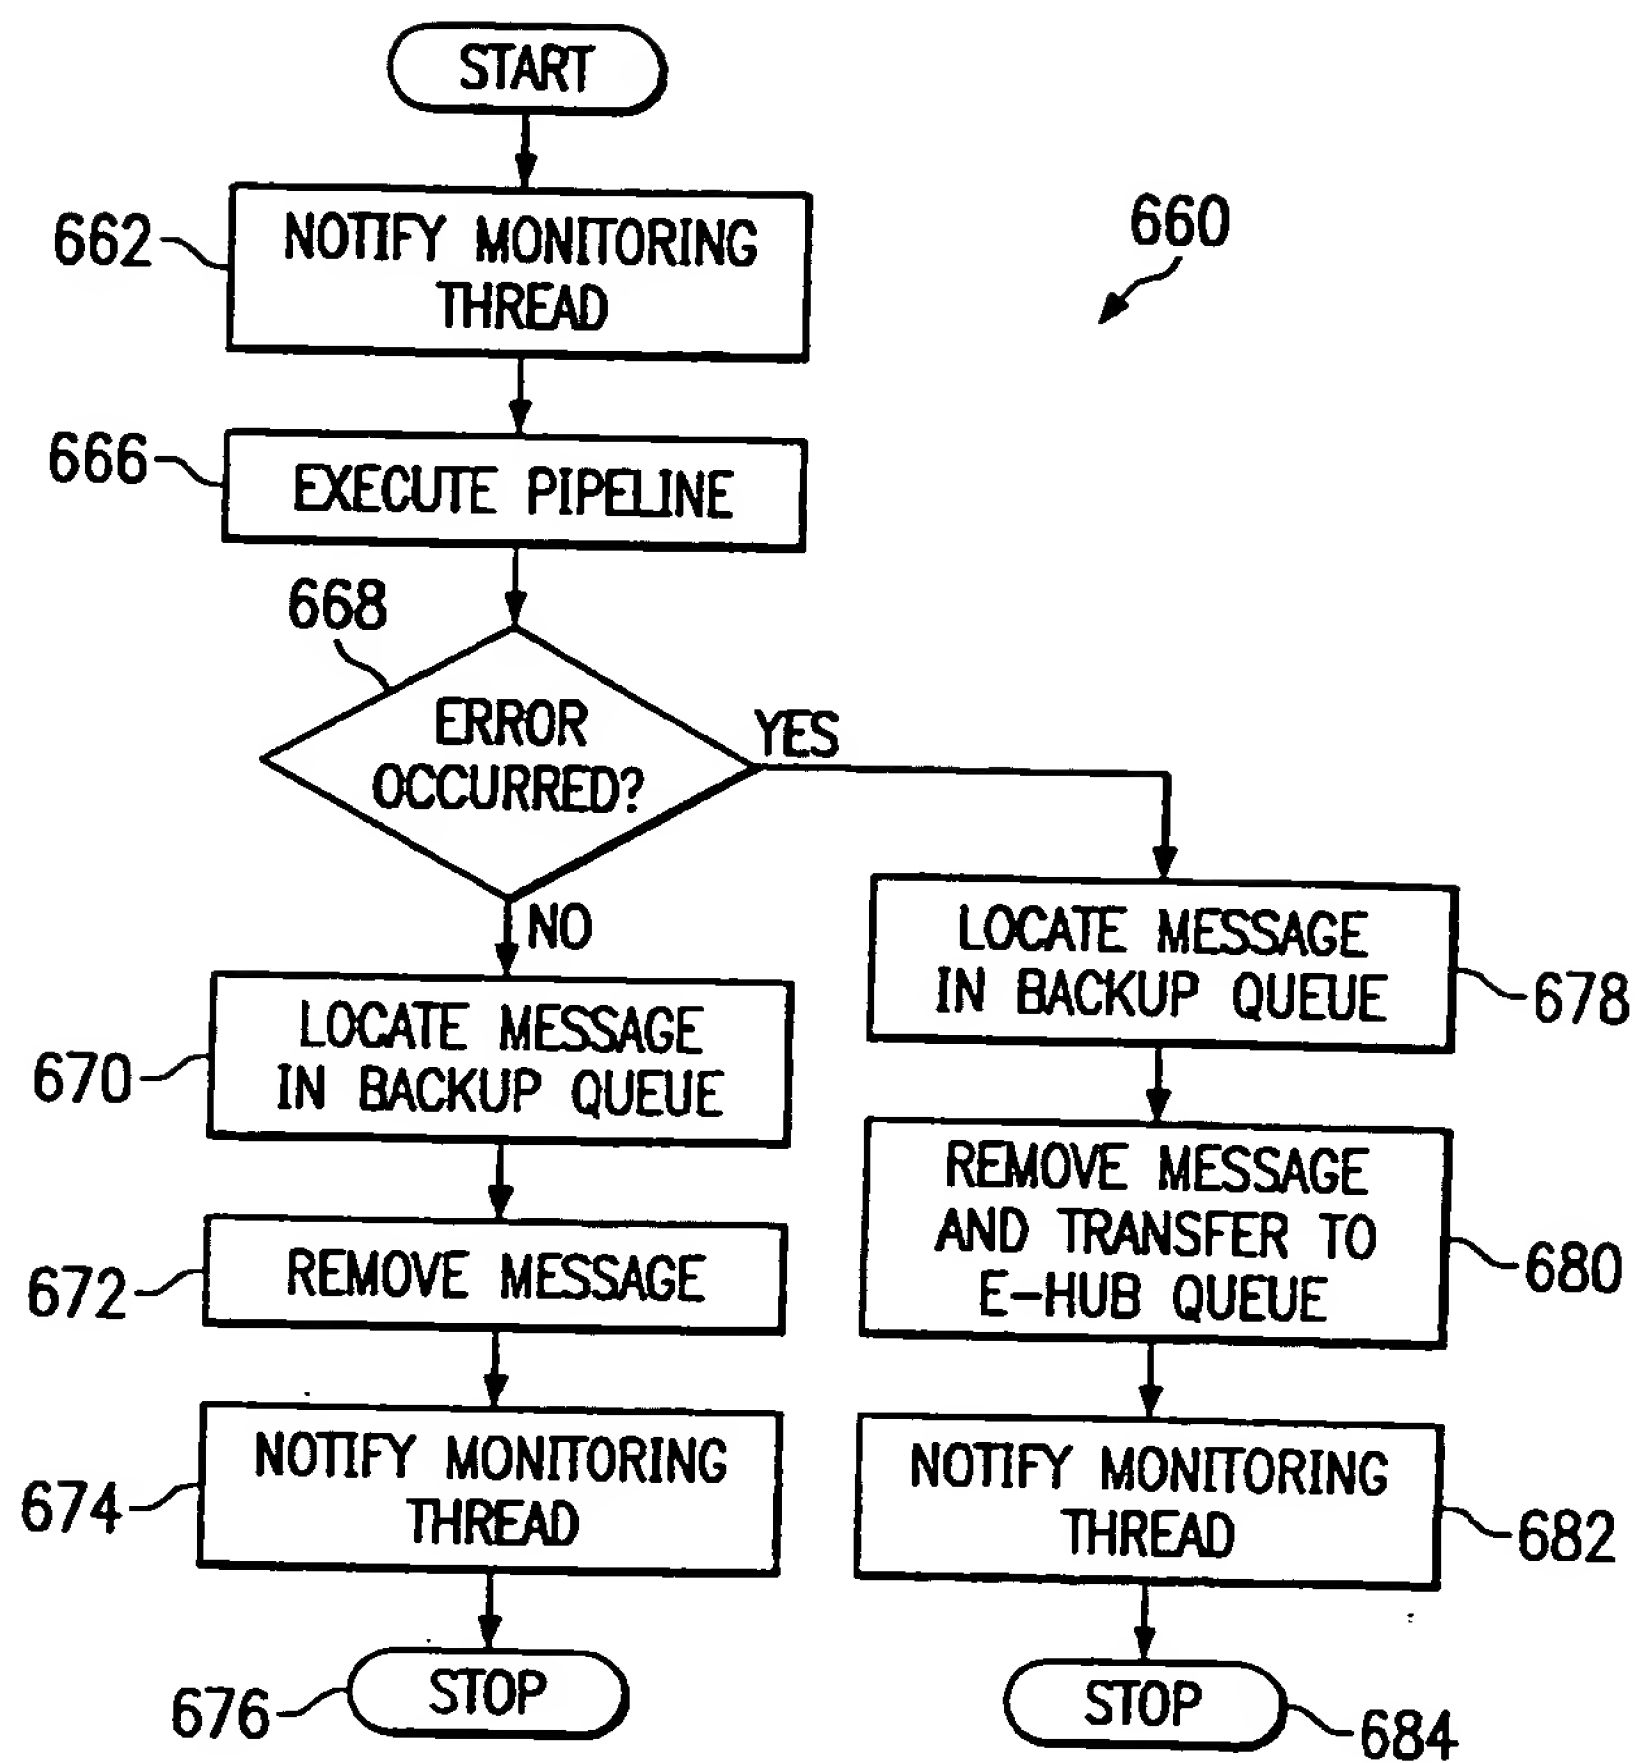 START
662
NOTIFY MONITORING
THREAD
660
666
EXECUTE PIPELINE
668
ERROR
OCCURRED?
YES
NO
670
LOCATE MESSAGE
IN BACKUP QUEUE
672
REMOVE MESSAGE
674
NOTIFY MONITORING
THREAD
676
STOP
LOCATE MESSAGE
IN BACKUP QUEUE
678
REMOVE MESSAGE
AND TRANSFER TO
E-HUB QUEUE
680
NOTIFY MONITORING
THREAD
682
STOP
684